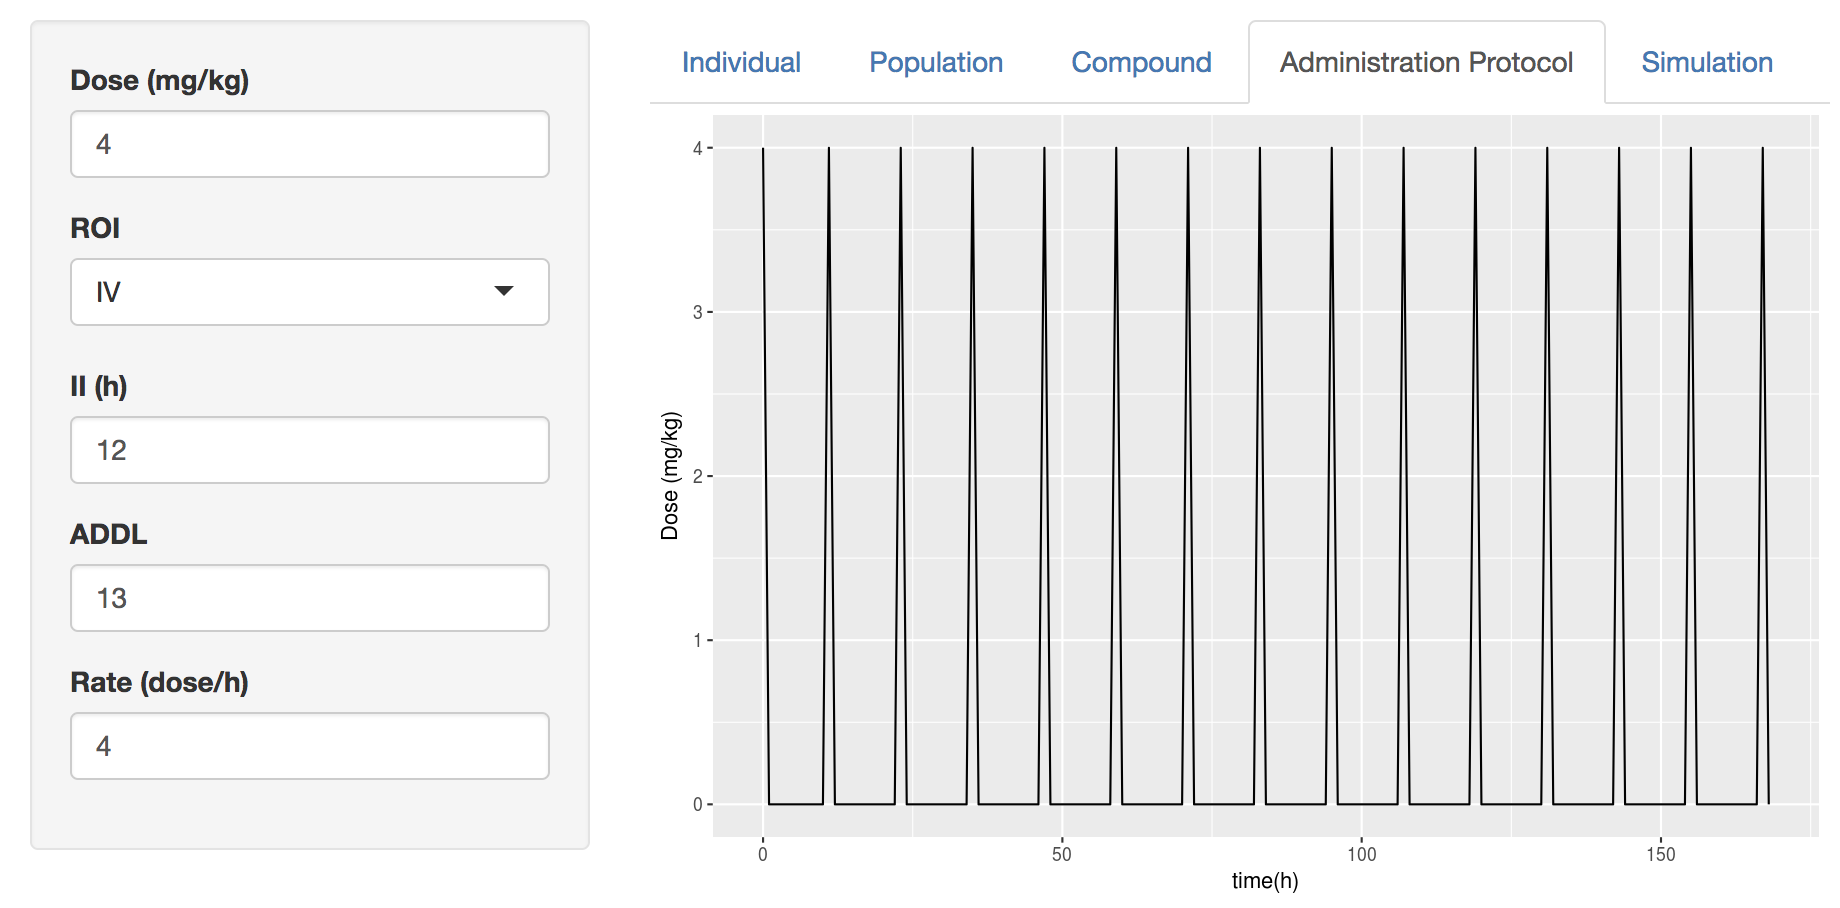 Dose (mg/kg)
4
ROI
IV
II (h)
12
ADDL
13
Rate (dose/h)
4
Individual
Population
Compound
Administration Protocol
Simulation
4
3
2
1
0
Dose (mg/kg)
0
50
100
150
time(h)